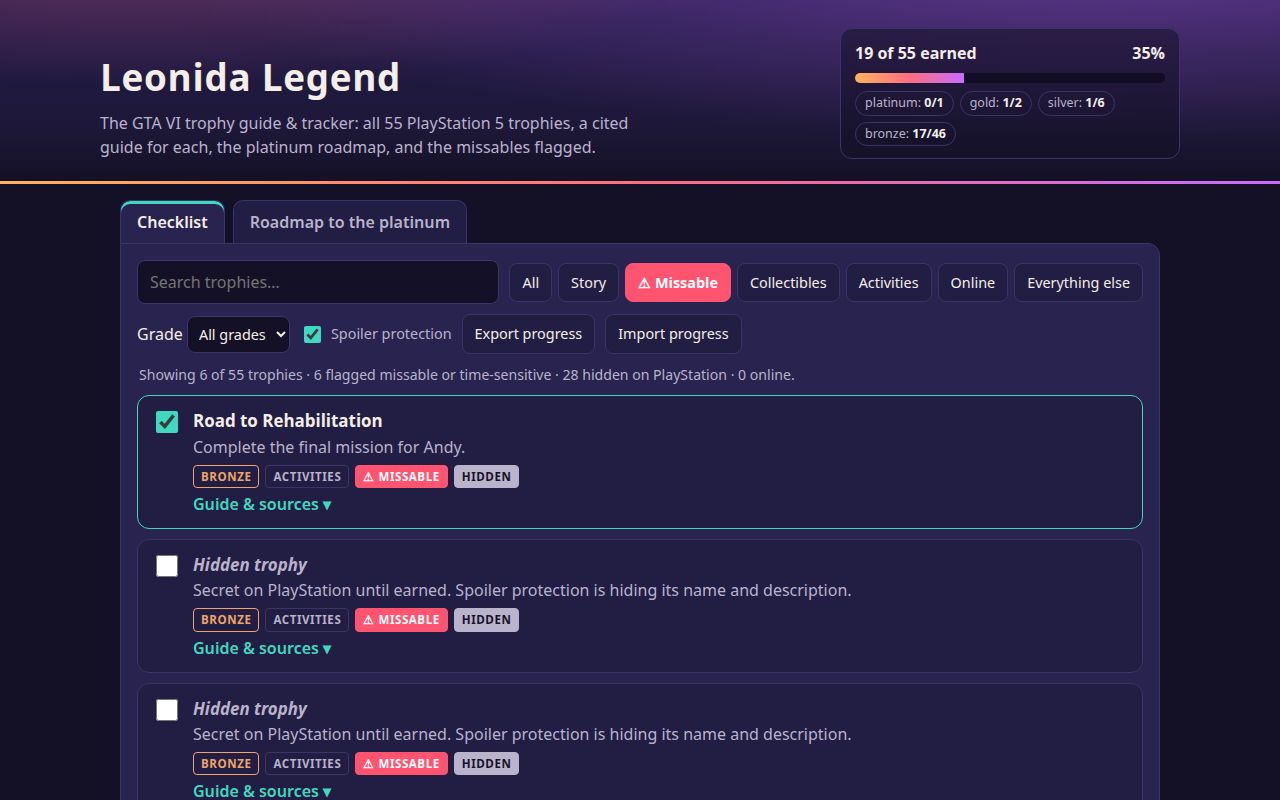 Leonida Legend
The GTA VI trophy guide & tracker: all 55 PlayStation 5 trophies, a cited
guide for each, the platinum roadmap, and the missables flagged.
19 of 55 earned 35%
platinum: 0/1 gold: 1/2 silver: 1/6
bronze: 17/46
Checklist Roadmap to the platinum
Search trophies... All Story ⚠ Missable Collectibles Activities Online Everything else
Grade All grades Spoiler protection Export progress Import progress
Showing 6 of 55 trophies · 6 flagged missable or time-sensitive · 28 hidden on PlayStation · 0 online.
Road to Rehabilitation
Complete the final mission for Andy.
BRONZE ACTIVITIES ⚠ MISSABLE HIDDEN
Guide & sources ▾
Hidden trophy
Secret on PlayStation until earned. Spoiler protection is hiding its name and description.
BRONZE ACTIVITIES ⚠ MISSABLE HIDDEN
Guide & sources ▾
Hidden trophy
Secret on PlayStation until earned. Spoiler protection is hiding its name and description.
BRONZE ACTIVITIES ⚠ MISSABLE HIDDEN
Guide & sources ▾